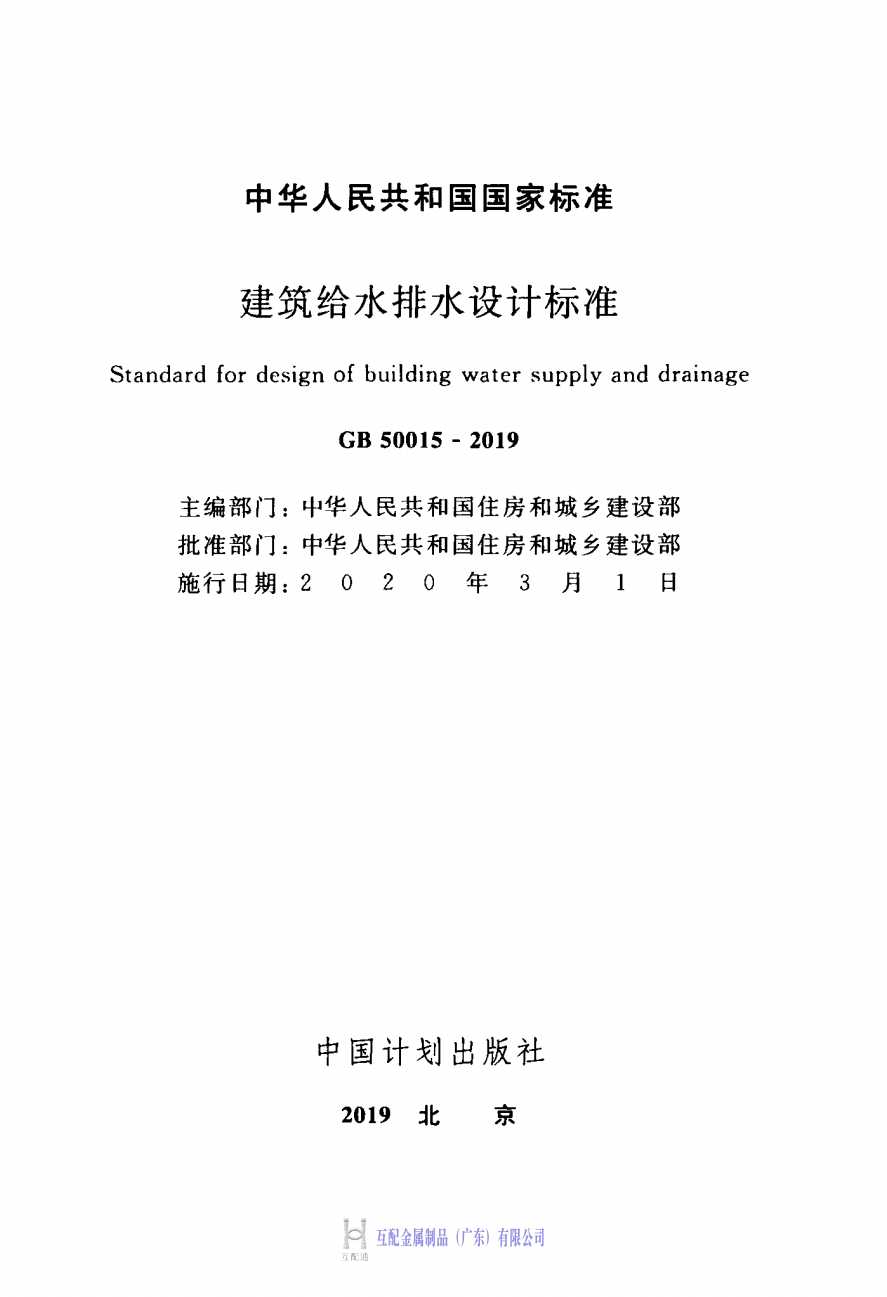 中华人民共和国国家标准
建筑给水排水设计标准
Standard for design of building water supply and drainage
GB 50015 - 2019
主编部门：中华人民共和国住房和城乡建设部
批准部门：中华人民共和国住房和城乡建设部
施行日期：2020年3月1日
中国计划出版社
2019 北 京
互配金属制品（广东）有限公司
互配通